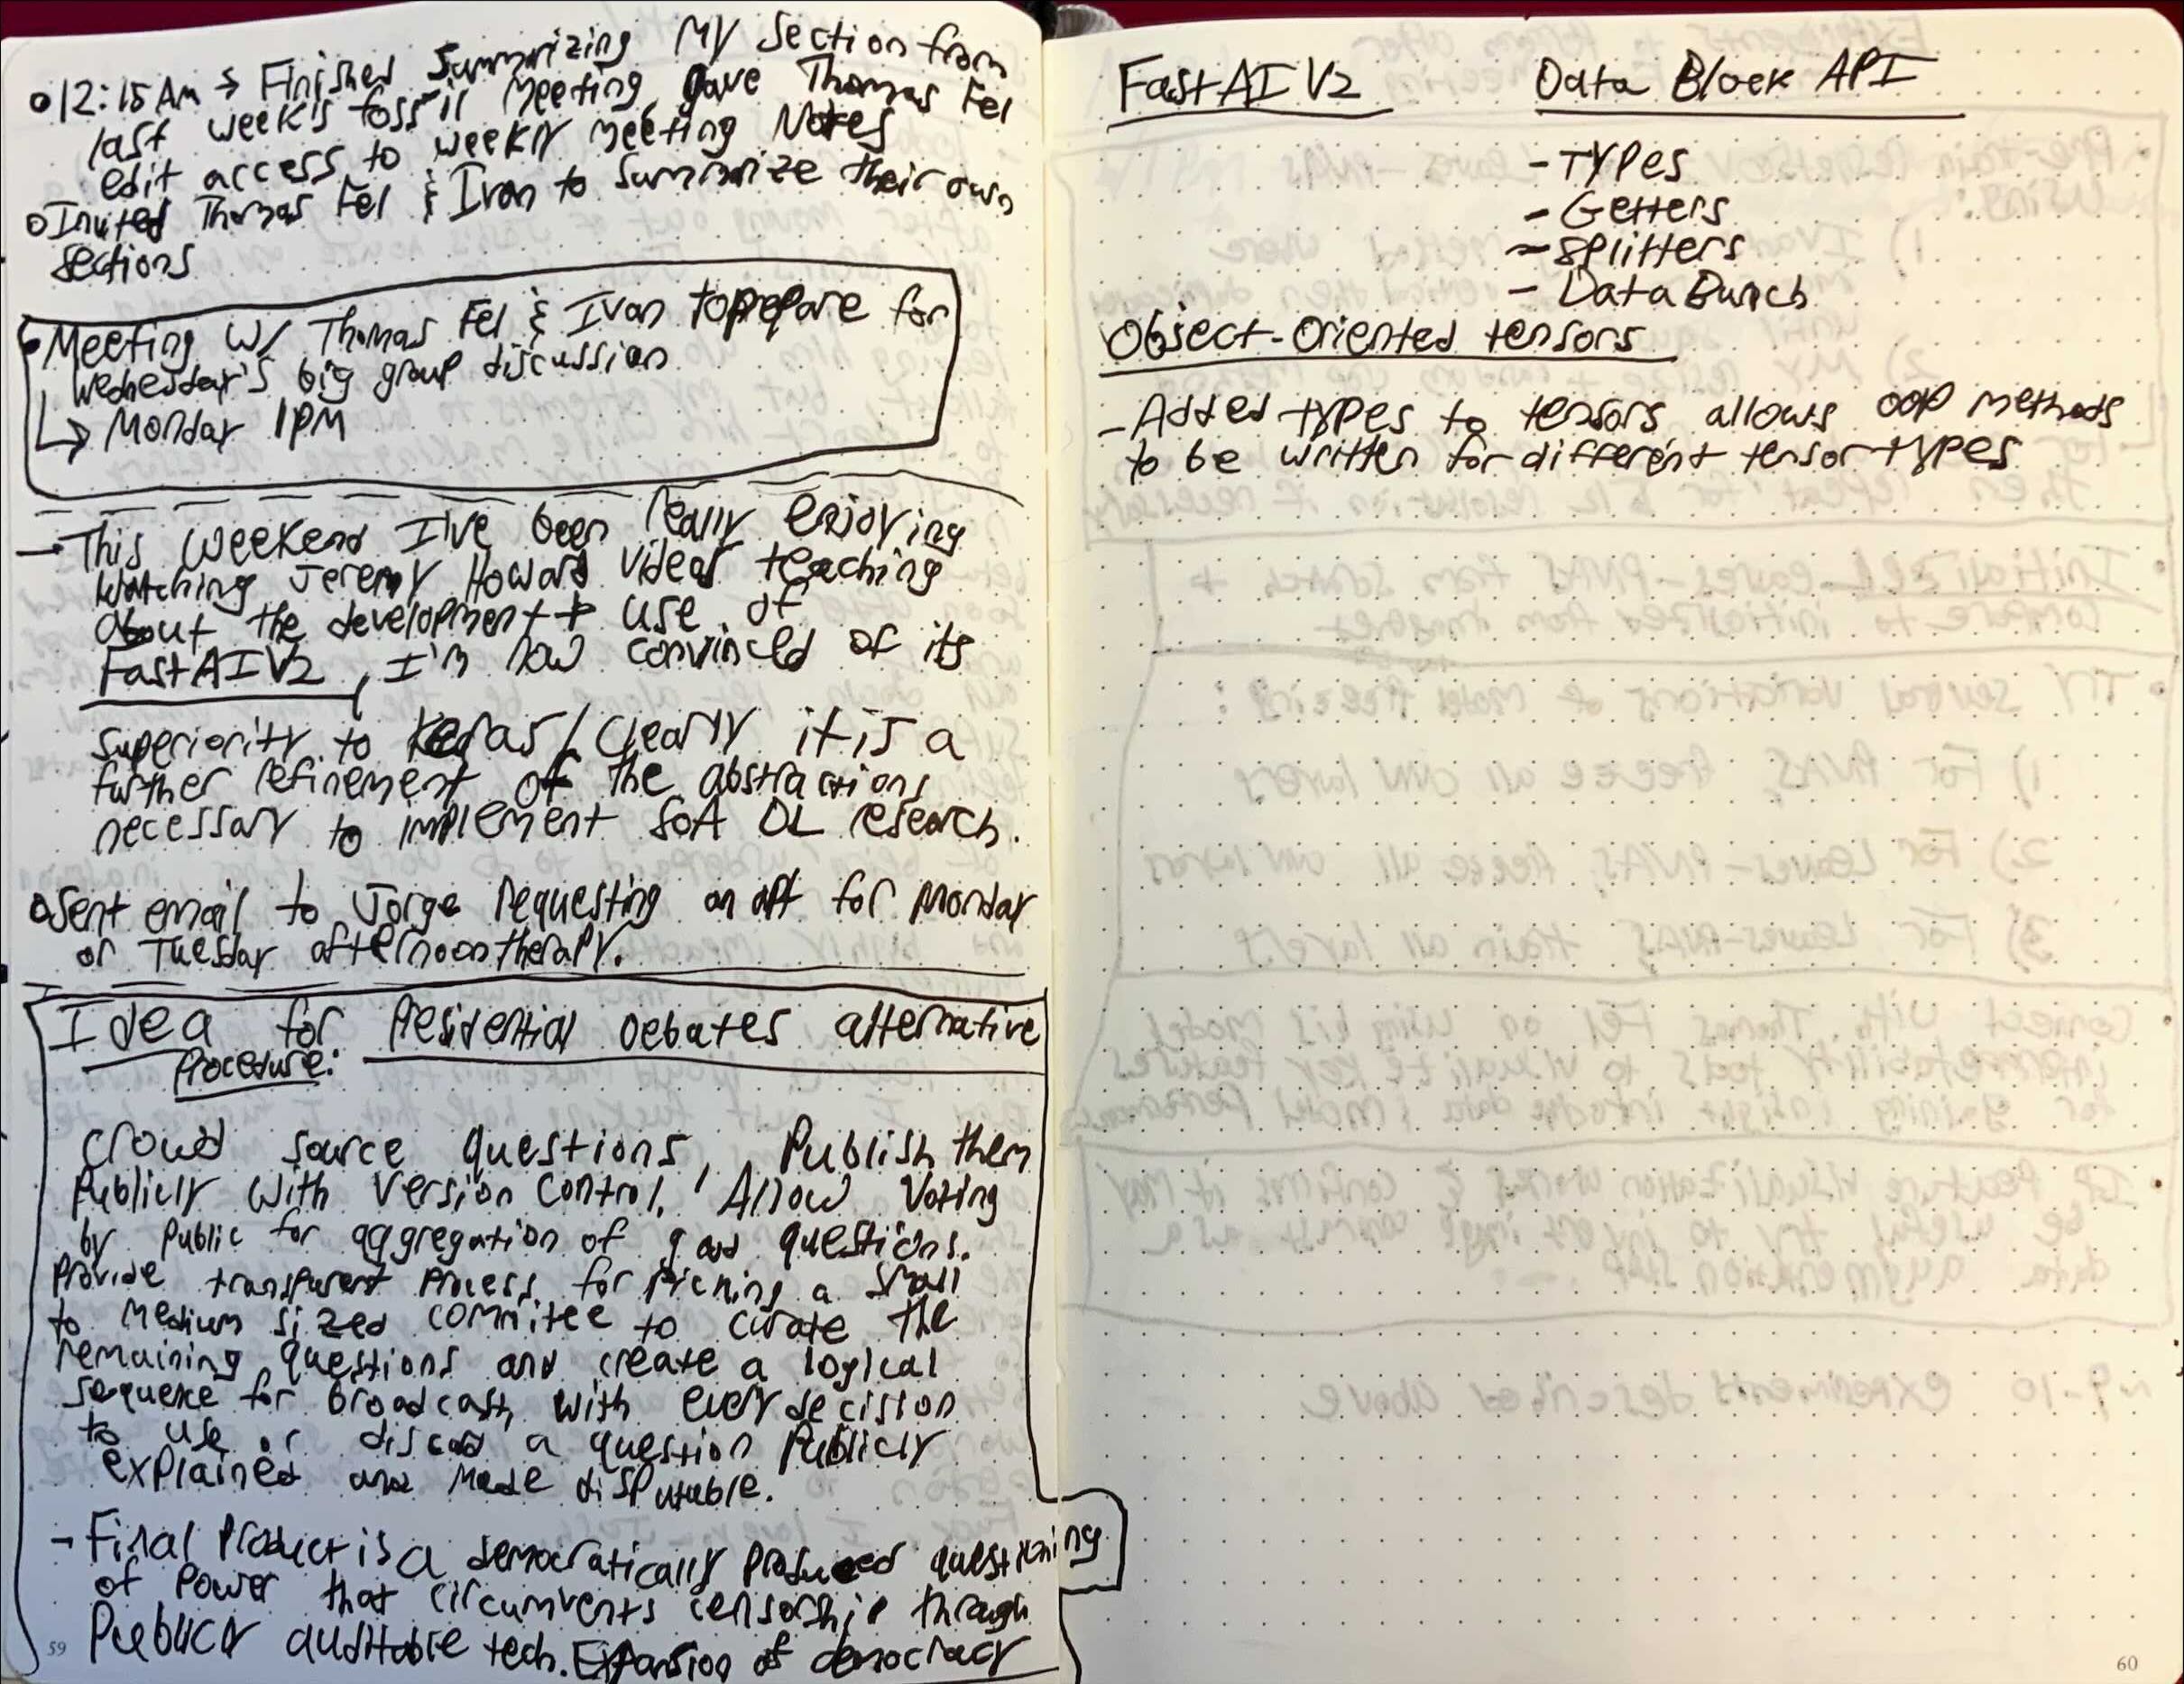 12:15 AM → Finished Summarizing My Section from
last week's fossil Meeting, gave Thomas Fel
edit access to weekly Meeting Notes
Invited Thomas Fel & Ivan to Summarize their own
Sections
Meeting w/ Thomas Fel & Ivan to prepare for
Wednesday's big group discussion
↳ Monday 1PM
→ This weekend I've been really enjoying
Watching Jeremy Howard videos teaching
about the development + use of
FastAI V2, I'm now convinced of its
superiority to Keras / Clearly it is a
further refinement of the abstractions
necessary to implement SoA DL research.
Sent email to Jorge requesting an apt for Monday
or Tuesday afternoon therapy.
Idea for Presidential Debates alternative
Procedure:
Crowd source questions, Publish them
Publicly with Version Control, Allow Voting
by Public for aggregation of good questions.
Provide transparent Process for Picking a small
to Medium sized committee to curate the
remaining questions and create a logical
sequence for broadcast, with every decision
to use or discard a question Publicly
explained and made disputable.
- Final Product is a democratically Produced questioning
of Power that circumvents censorship through
Publicly auditable tech. Expansion of democracy
59
FastAI V2 Data Block API
- Types
- Getters
- Splitters
- Data Bunch
Object-Oriented tensors
- Added types to tensors allows OOP methods
to be written for different tensor types
60